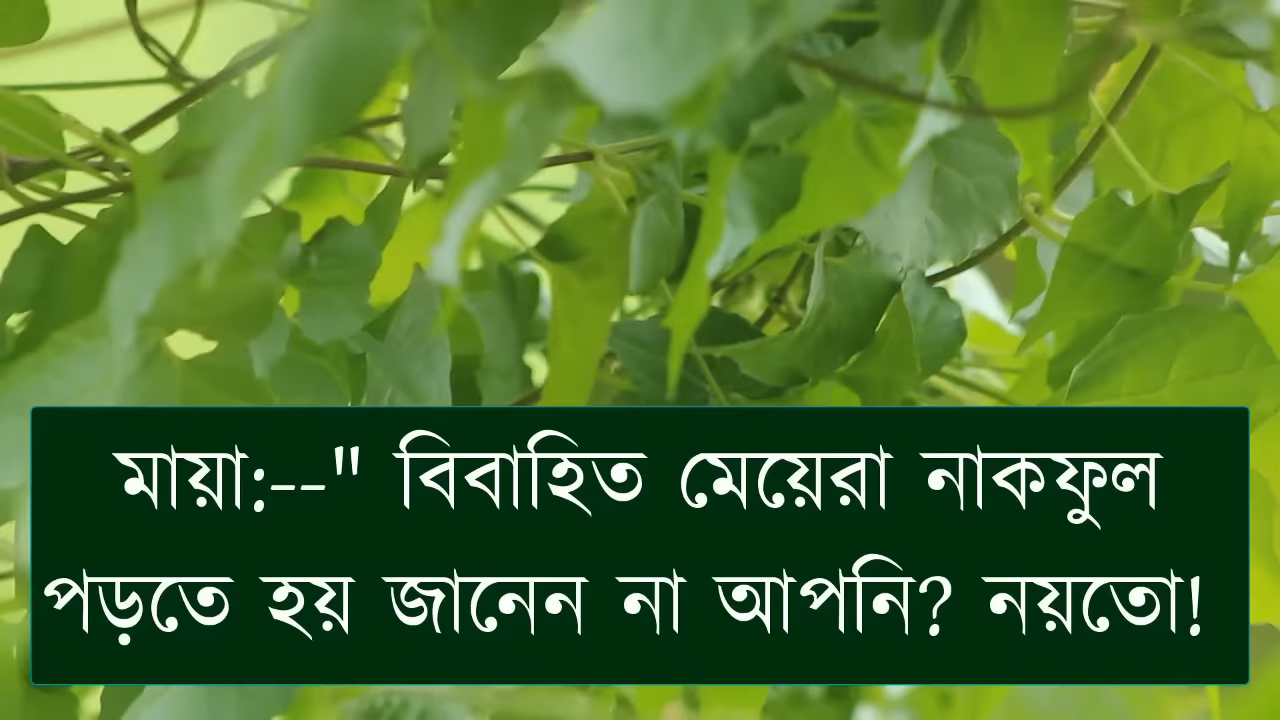 মায়া:--" বিবাহিত মেয়েরা নাকফুল
পড়তে হয় জানেন না আপনি? নয়তো!